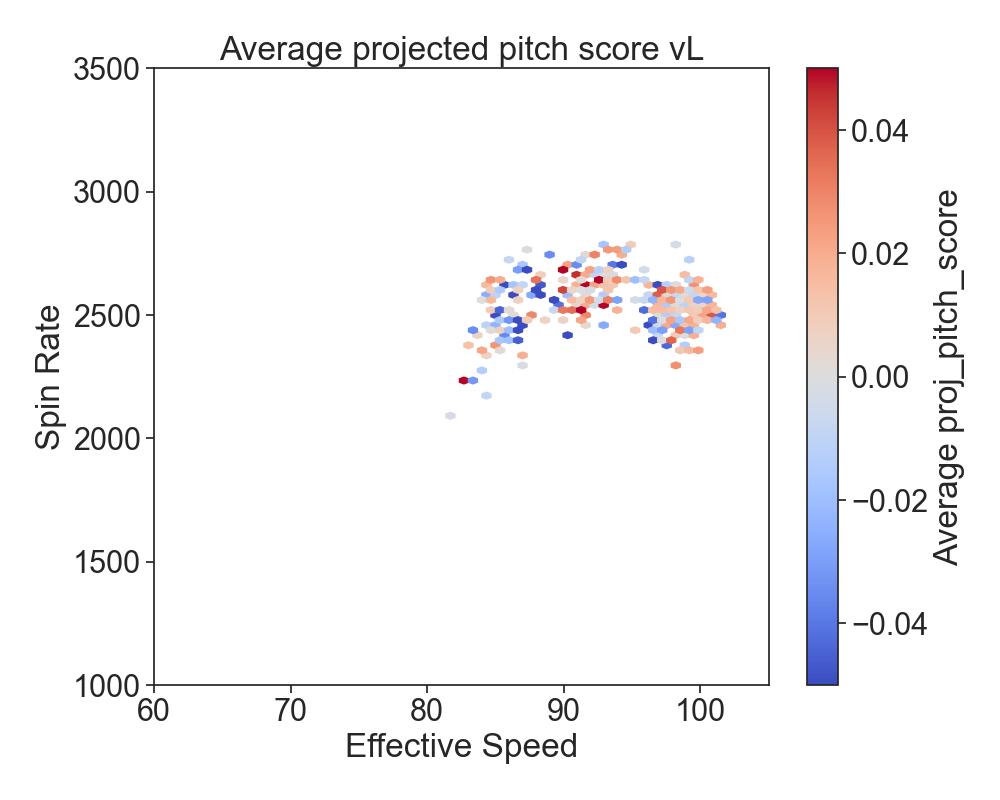 Average projected pitch score vL
3500
3000
2500
2000
1500
1000
Spin Rate
60 70 80 90 100
Effective Speed
0.04
0.02
0.00
−0.02
−0.04
Average proj_pitch_score